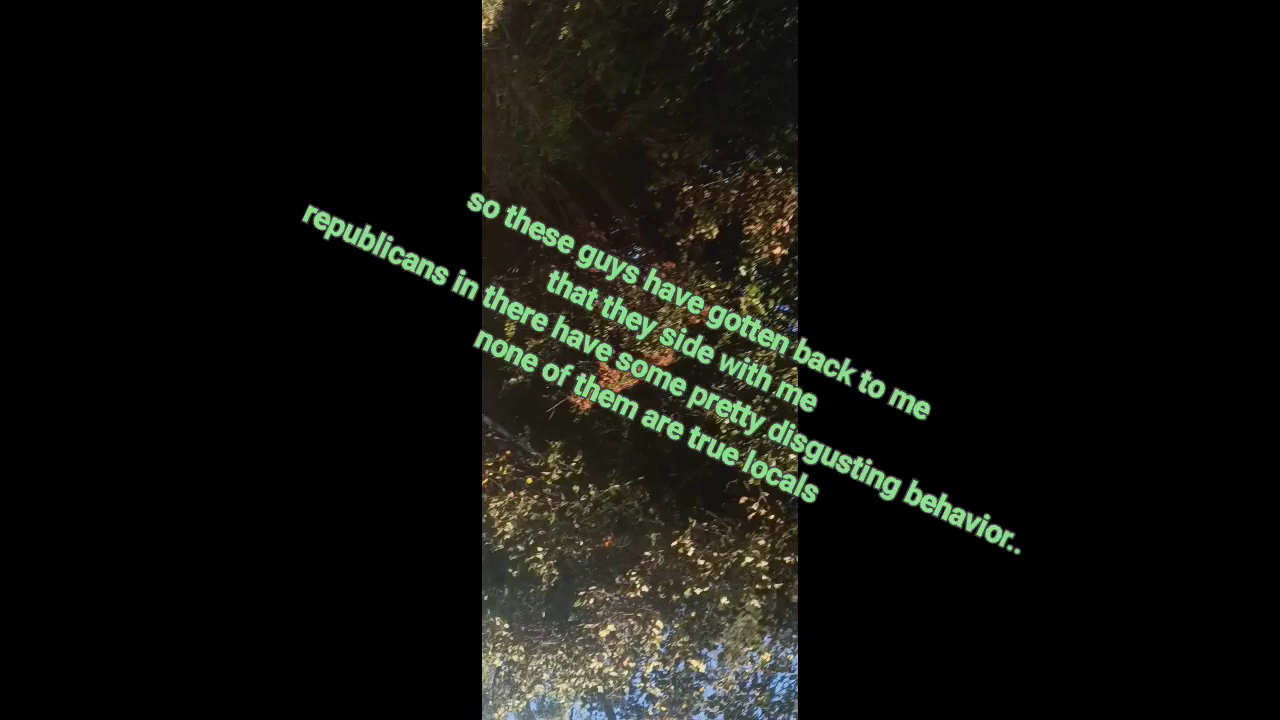 so these guys have gotten back to me
that they side with me
republicans in there have some pretty disgusting behavior..
none of them are true locals